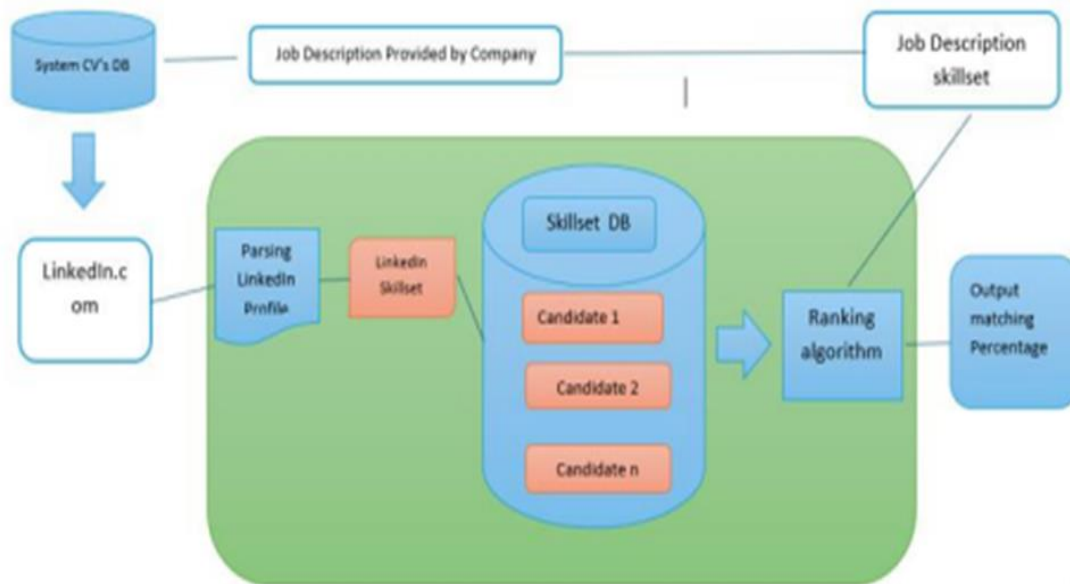 System CV's DB
Job Description Provided by Company
Job Description
skillset
LinkedIn.c
om
Parsing
LinkedIn
Profile
LinkedIn
Skillset
Skillset DB
Candidate 1
Candidate 2
Candidate n
Ranking
algorithm
Output
matching
Percentage